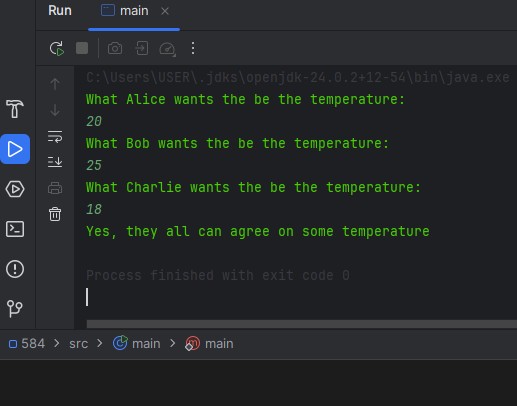 Run main
C:\Users\USER\.jdks\openjdk-24.0.2+12-54\bin\java.exe
What Alice wants the be the temperature:
20
What Bob wants the be the temperature:
25
What Charlie wants the be the temperature:
18
Yes, they all can agree on some temperature
Process finished with exit code 0
584 > src > main > main